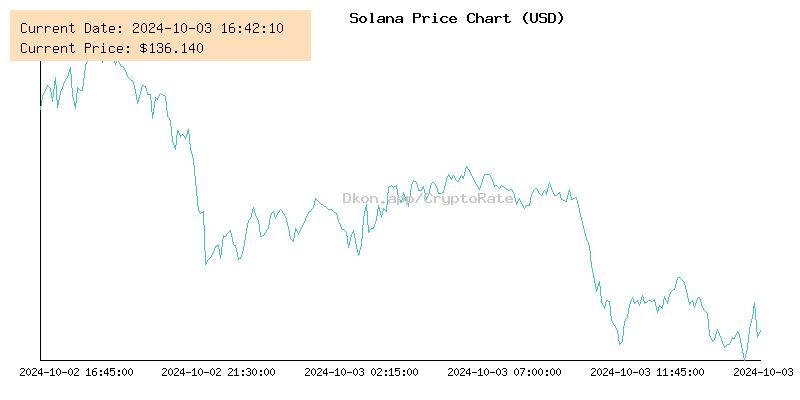 Solana Price Chart (USD)
Current Date: 2024-10-03 16:42:10
Current Price: $136.140
Dkon.app/CryptoRate
2024-10-02 16:45:00
2024-10-02 21:30:00
2024-10-03 02:15:00
2024-10-03 07:00:00
2024-10-03 11:45:00
2024-10-03